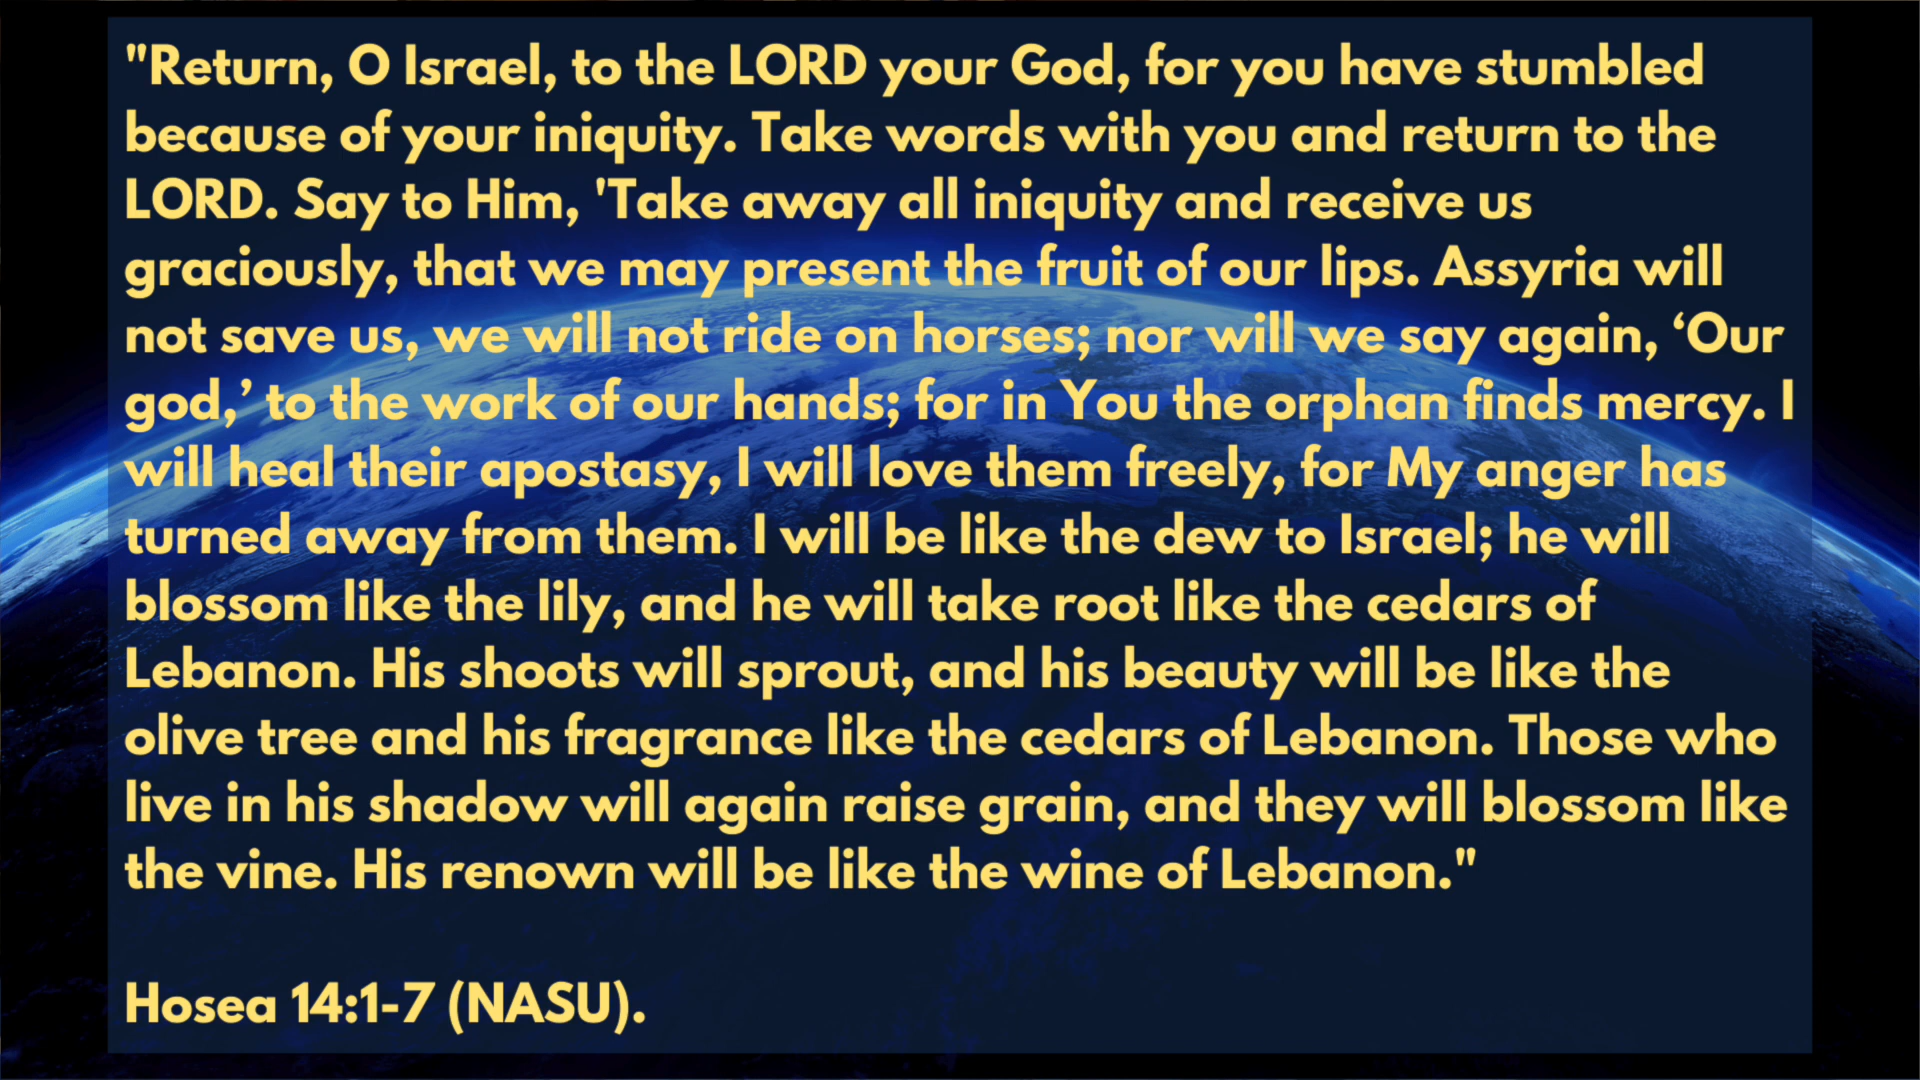 "Return, O Israel, to the LORD your God, for you have stumbled
because of your iniquity. Take words with you and return to the
LORD. Say to Him, 'Take away all iniquity and receive us
graciously, that we may present the fruit of our lips. Assyria will
not save us, we will not ride on horses; nor will we say again, ‘Our
god,’ to the work of our hands; for in You the orphan finds mercy. I
will heal their apostasy, I will love them freely, for My anger has
turned away from them. I will be like the dew to Israel; he will
blossom like the lily, and he will take root like the cedars of
Lebanon. His shoots will sprout, and his beauty will be like the
olive tree and his fragrance like the cedars of Lebanon. Those who
live in his shadow will again raise grain, and they will blossom like
the vine. His renown will be like the wine of Lebanon."
Hosea 14:1-7 (NASU).